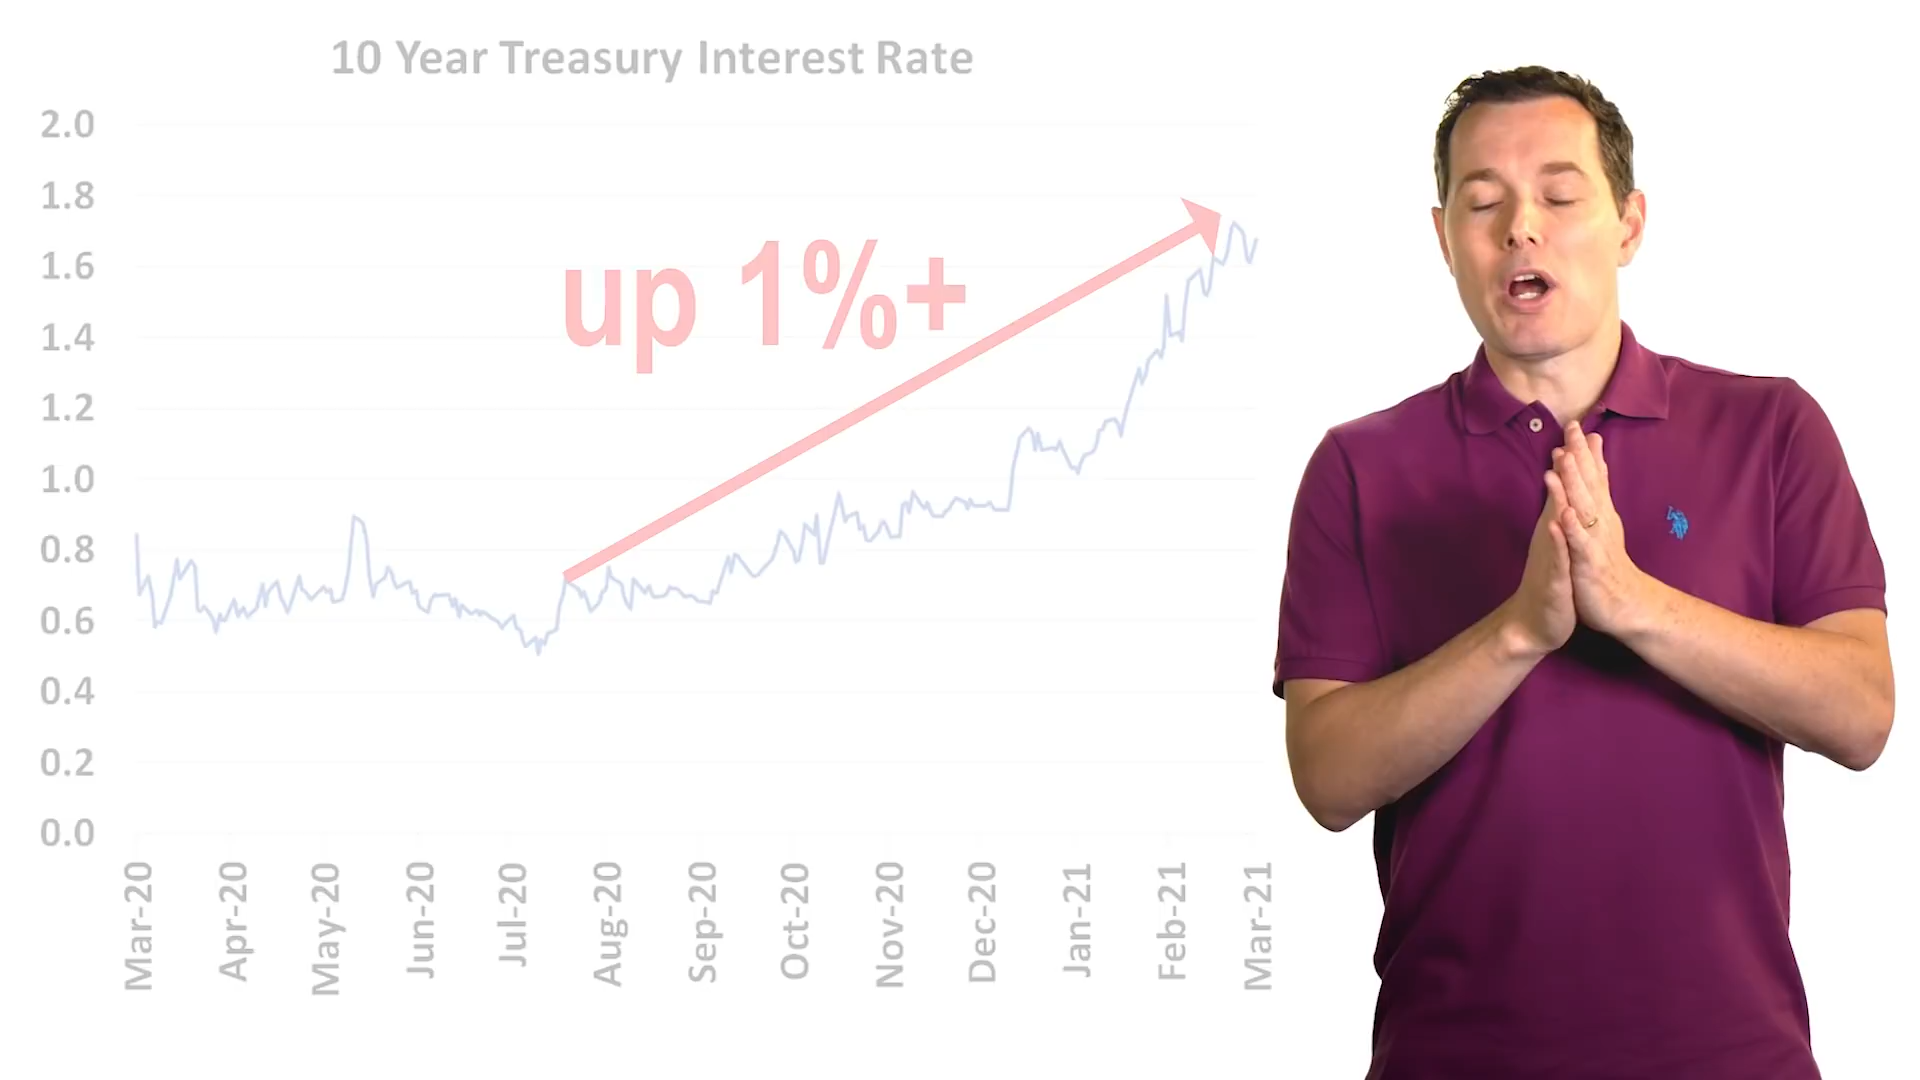 10 Year Treasury Interest Rate
2.0
1.8
1.6
1.4
1.2
1.0
0.8
0.6
0.4
0.2
0.0
up 1%+
Mar-20
Apr-20
May-20
Jun-20
Jul-20
Aug-20
Sep-20
Oct-20
Nov-20
Dec-20
Jan-21
Feb-21
Mar-21